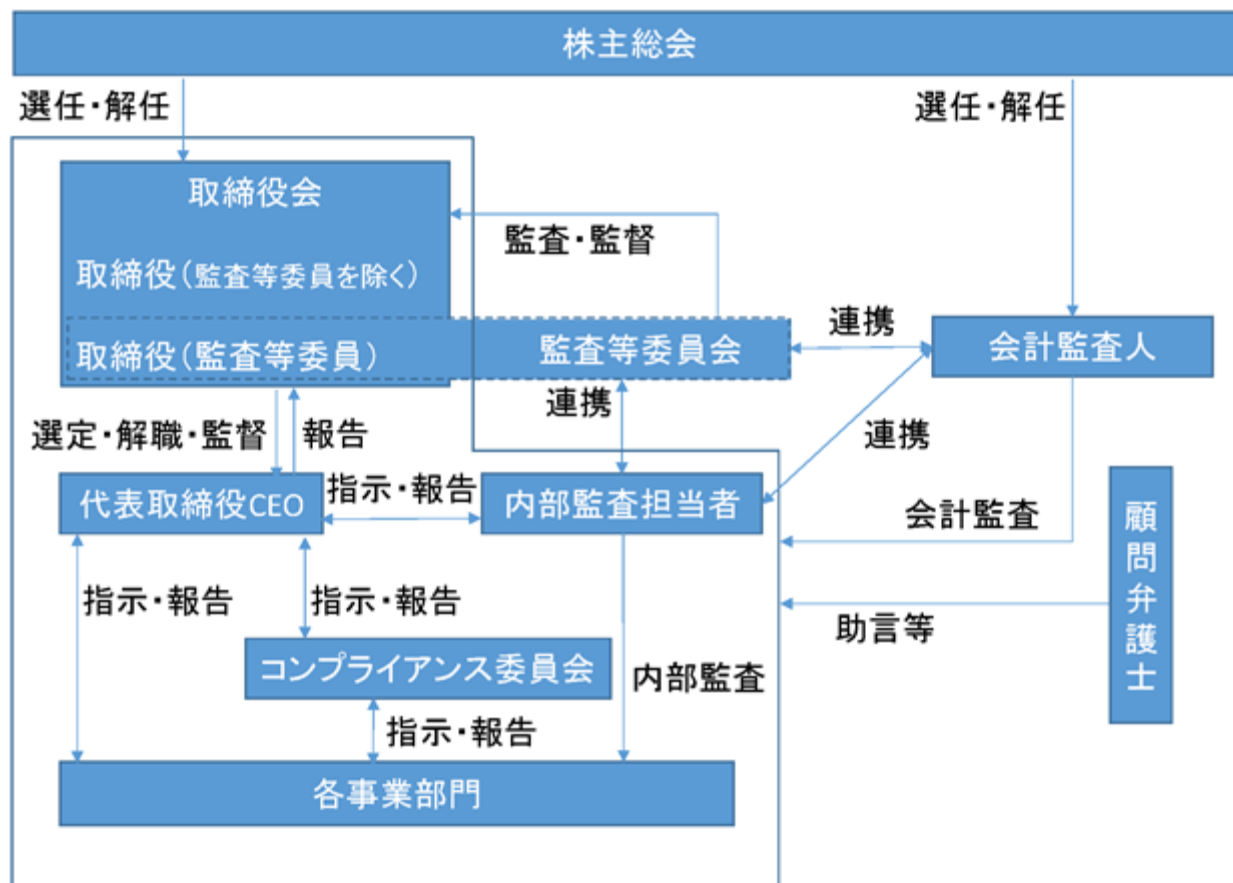 株主総会
選任・解任
選任・解任
取締役会
監査・監督
取締役(監査等委員を除く)
取締役(監査等委員)
監査等委員会
連携
会計監査人
連携
連携
選定・解職・監督
報告
代表取締役CEO
指示・報告
内部監査担当者
会計監査
顧問弁護士
指示・報告
指示・報告
助言等
コンプライアンス委員会
内部監査
指示・報告
各事業部門